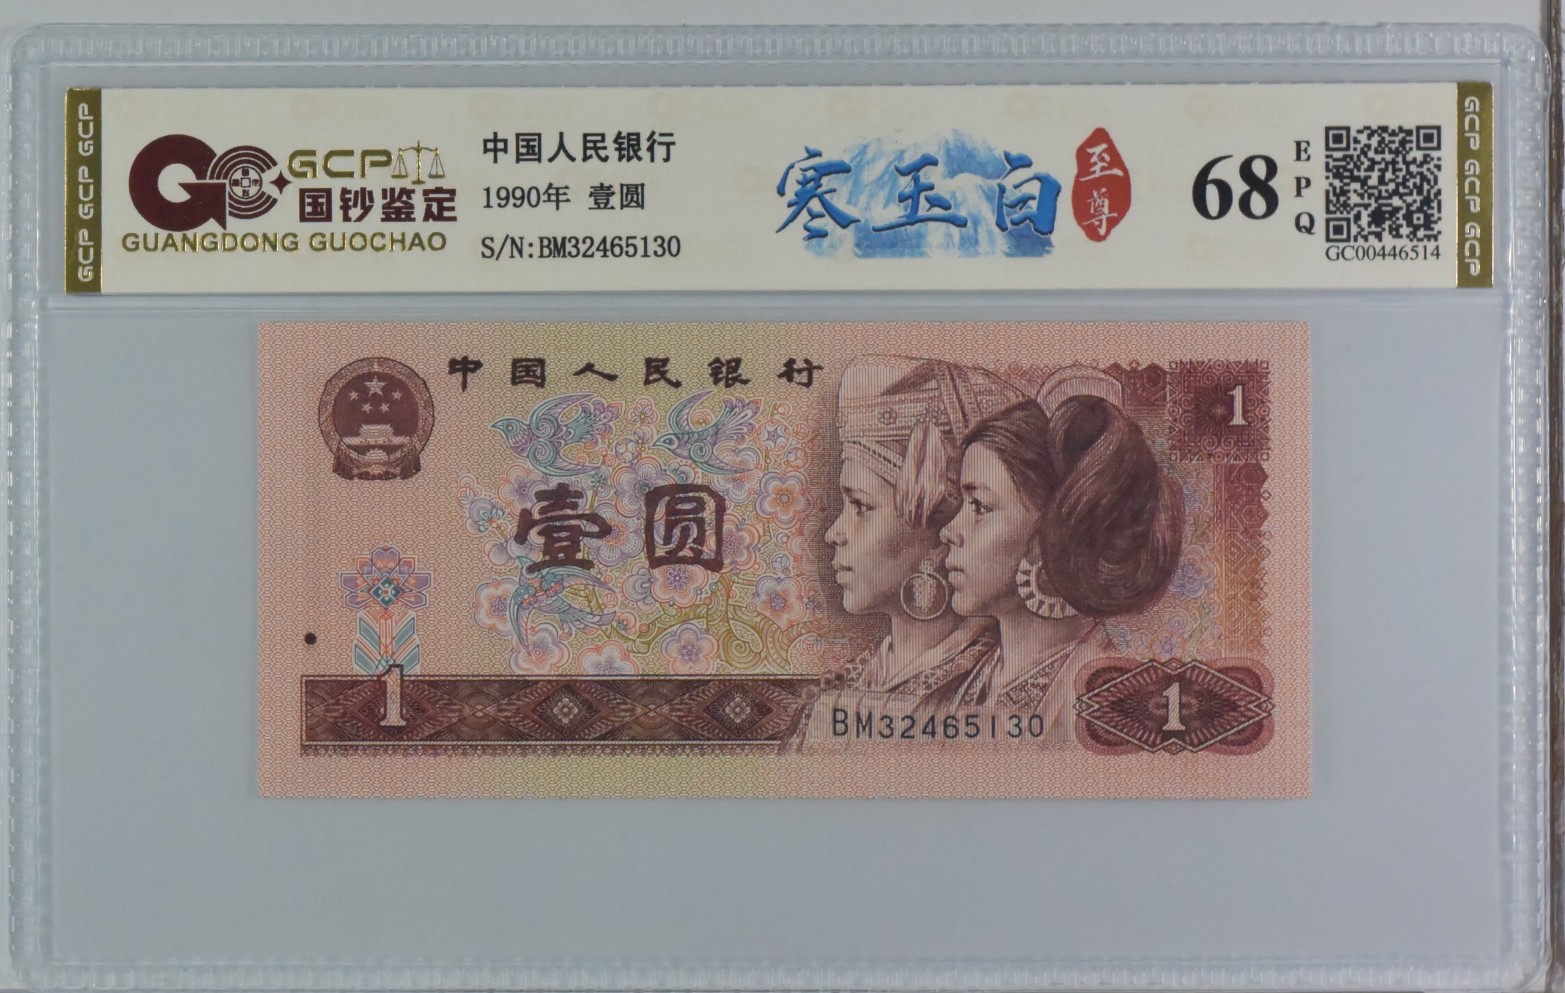 GCP GCP GCP
GCP
国钞鉴定
GUANGDONG GUOCHAO
中国人民银行
1990年 壹圆
S/N:BM32465130
寒玉白
至尊
68
EPQ
GC00446514
GCP GCP GCP
中国人民银行
1
壹圆
1
BM32465130
1